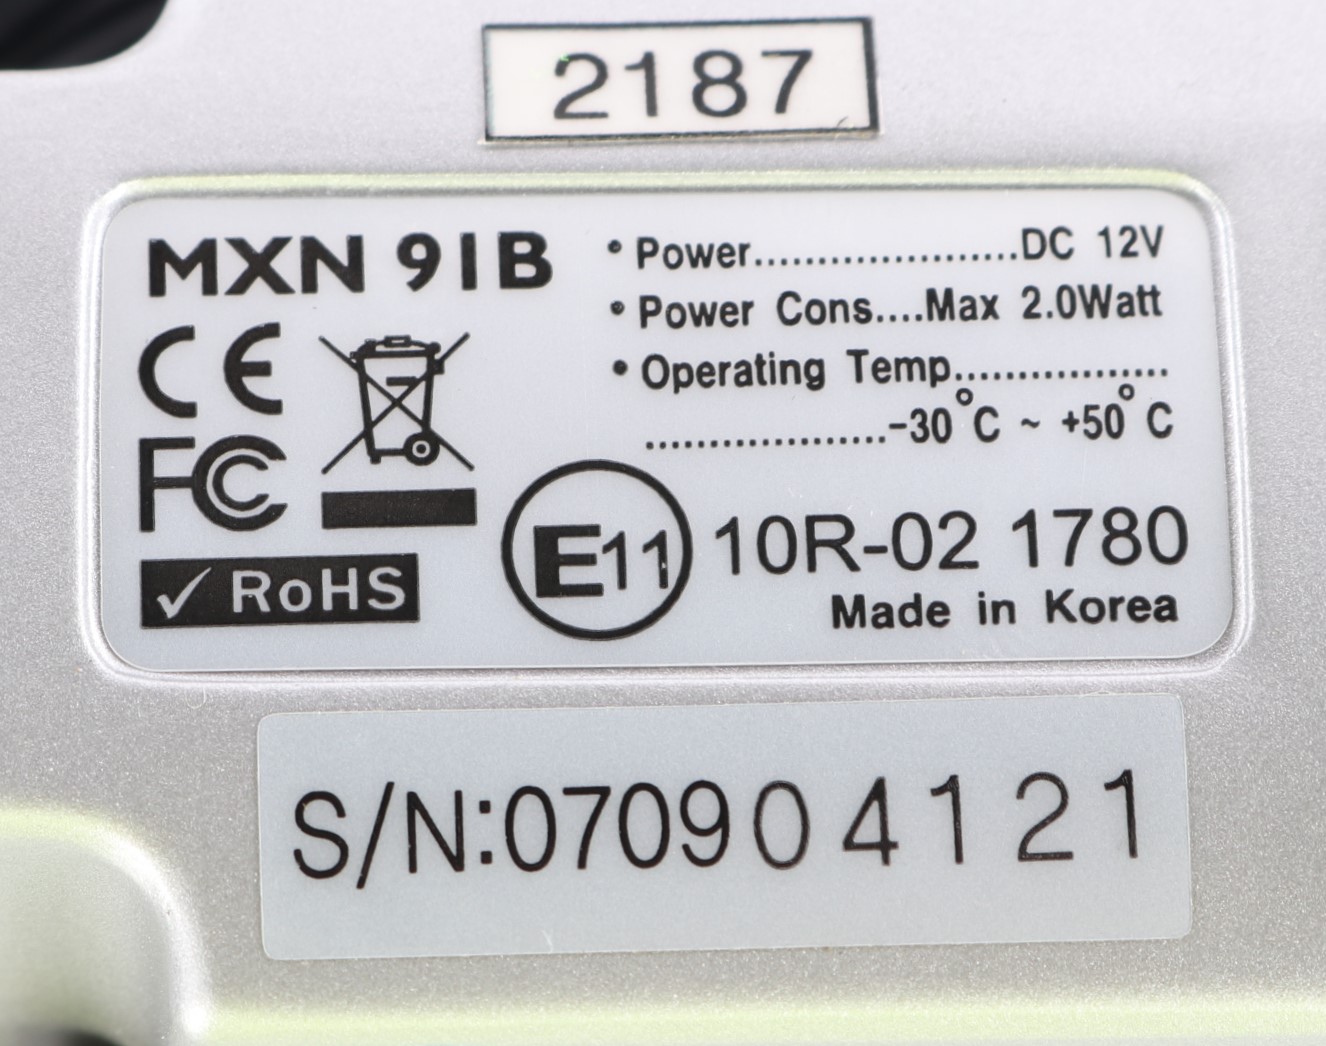 2187
MXN 91B
• Power.....................DC 12V
• Power Cons....Max 2.0Watt
• Operating Temp.................
...................-30°C ~ +50°C
CE
FC
✓ RoHS
E11 10R-02 1780
Made in Korea
S/N:070904121